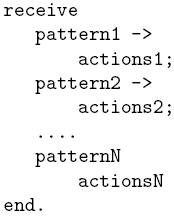 receive
    pattern1 ->
        actions1;
    pattern2 ->
        actions2;
    ....
    patternN
        actionsN
end.